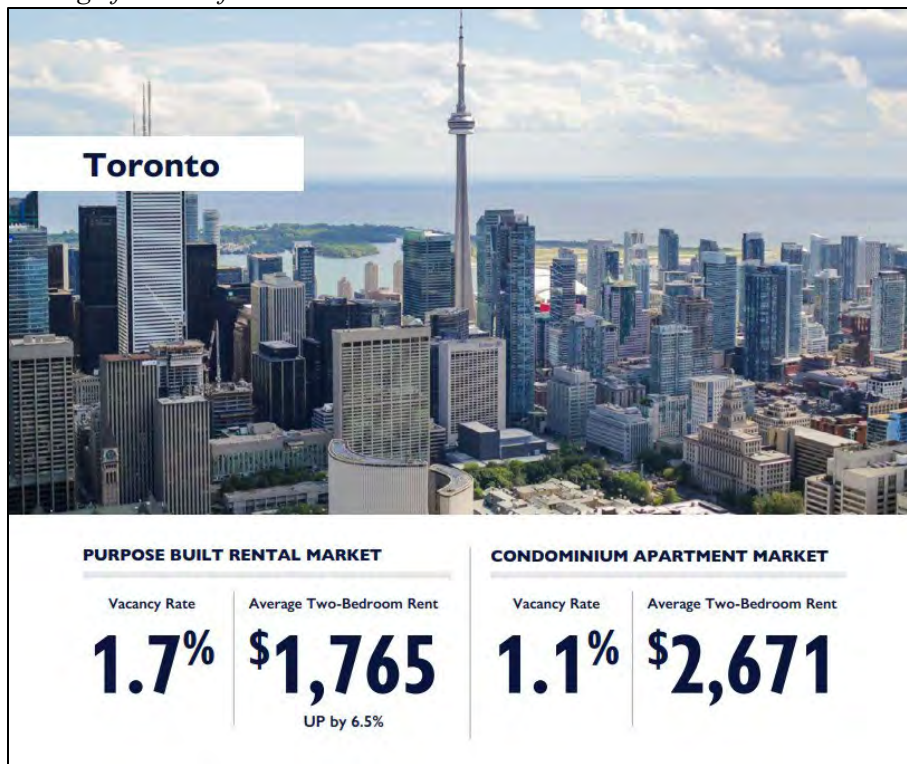 Toronto
PURPOSE BUILT RENTAL MARKET
Vacancy Rate
1.7%
Average Two-Bedroom Rent
$1,765
UP by 6.5%
CONDOMINIUM APARTMENT MARKET
Vacancy Rate
1.1%
Average Two-Bedroom Rent
$2,671